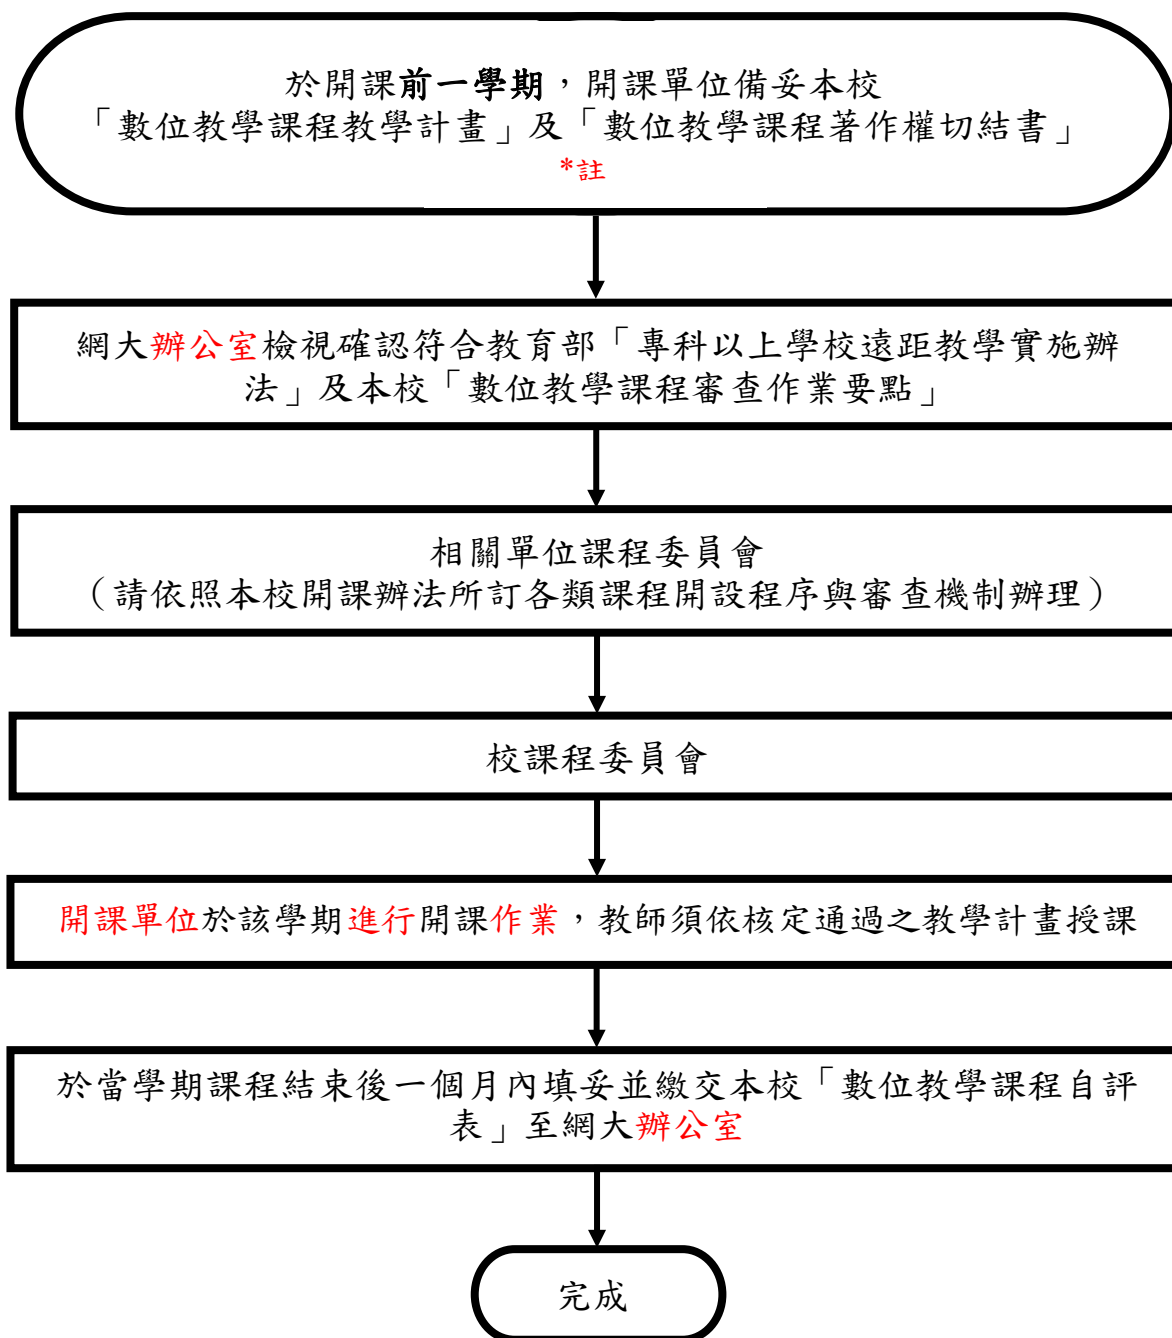 於開課前一學期，開課單位備妥本校
「數位教學課程教學計畫」及「數位教學課程著作權切結書」
*註
網大辦公室檢視確認符合教育部「專科以上學校遠距教學實施辦
法」及本校「數位教學課程審查作業要點」
相關單位課程委員會
（請依照本校開課辦法所訂各類課程開設程序與審查機制辦理）
校課程委員會
開課單位於該學期進行開課作業，教師須依核定通過之教學計畫授課
於當學期課程結束後一個月內填妥並繳交本校「數位教學課程自評
表」至網大辦公室
完成